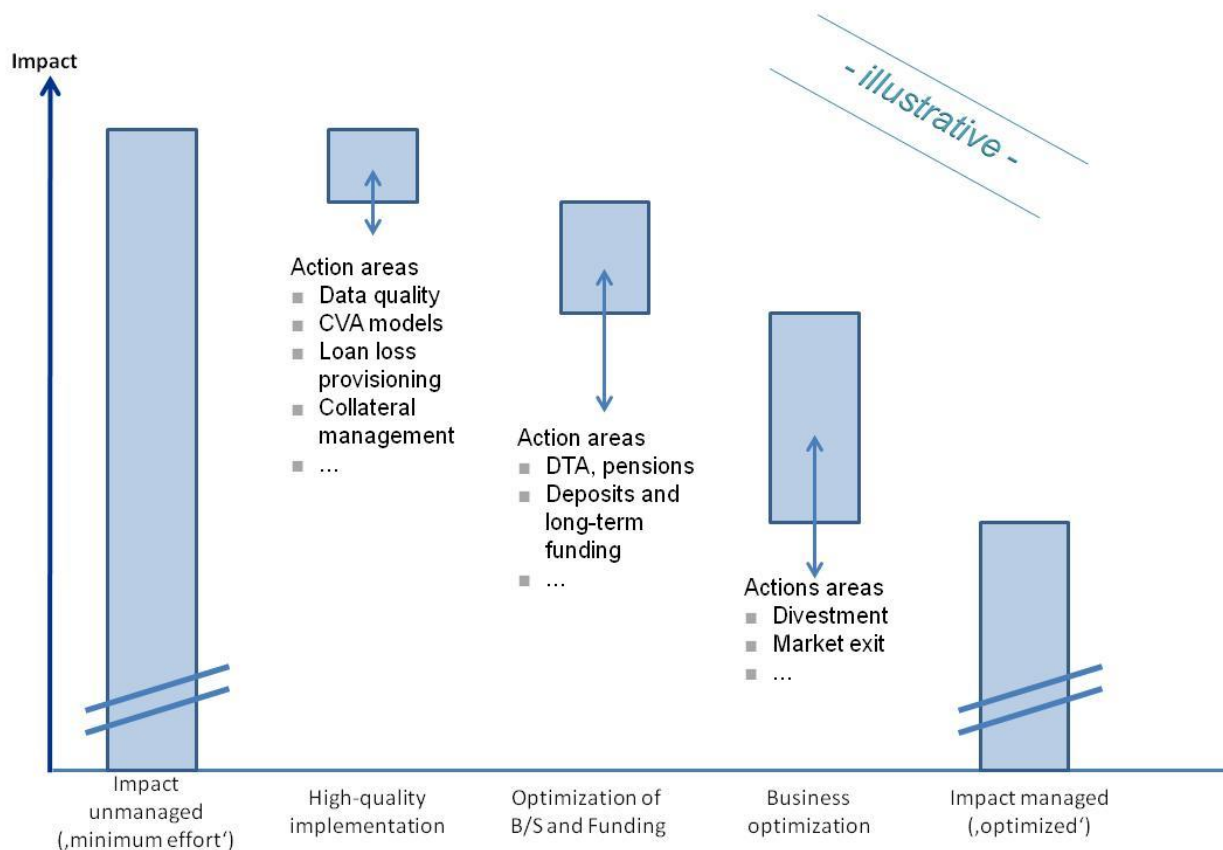 Impact
- illustrative -
Action areas
■ Data quality
■ CVA models
■ Loan loss
provisioning
■ Collateral
management
■ ...
Action areas
■ DTA, pensions
■ Deposits and
long-term
funding
■ ...
Actions areas
■ Divestment
■ Market exit
■ ...
Impact
unmanaged
(‚minimum effort‘)
High-quality
implementation
Optimization of
B/S and Funding
Business
optimization
Impact managed
(‚optimized‘)